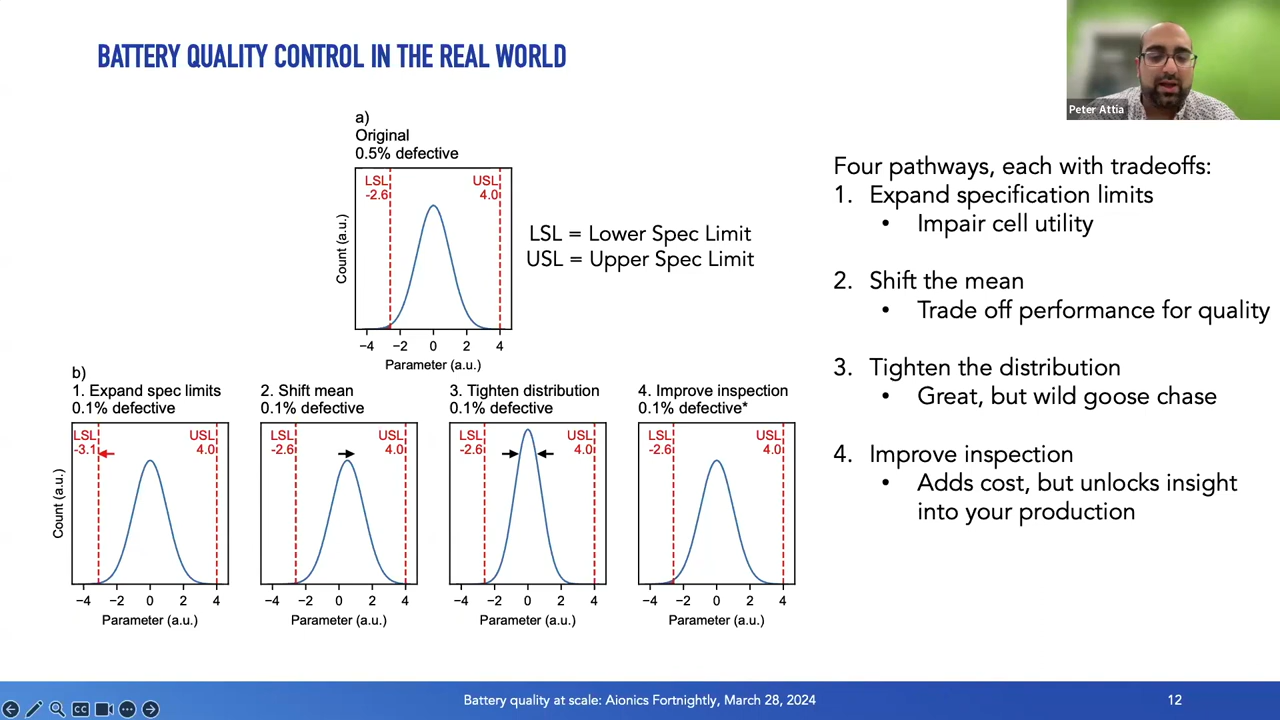 BATTERY QUALITY CONTROL IN THE REAL WORLD
Peter Attia
a)
Original
0.5% defective
LSL
-2.6
USL
4.0
Count (a.u.)
−4 −2 0 2 4
Parameter (a.u.)
LSL = Lower Spec Limit
USL = Upper Spec Limit
b)
1. Expand spec limits
0.1% defective
LSL
-3.1
USL
4.0
Count (a.u.)
−4 −2 0 2 4
Parameter (a.u.)
2. Shift mean
0.1% defective
LSL
-2.6
USL
4.0
−4 −2 0 2 4
Parameter (a.u.)
3. Tighten distribution
0.1% defective
LSL
-2.6
USL
4.0
−4 −2 0 2 4
Parameter (a.u.)
4. Improve inspection
0.1% defective*
LSL
-2.6
USL
4.0
−4 −2 0 2 4
Parameter (a.u.)
Four pathways, each with tradeoffs:
1. Expand specification limits
• Impair cell utility
2. Shift the mean
• Trade off performance for quality
3. Tighten the distribution
• Great, but wild goose chase
4. Improve inspection
• Adds cost, but unlocks insight
into your production
CC
Battery quality at scale: Aionics Fortnightly, March 28, 2024
12